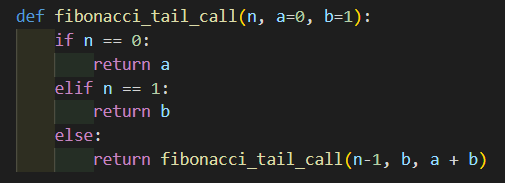 def fibonacci_tail_call(n, a=0, b=1):
    if n == 0:
        return a
    elif n == 1:
        return b
    else:
        return fibonacci_tail_call(n-1, b, a + b)